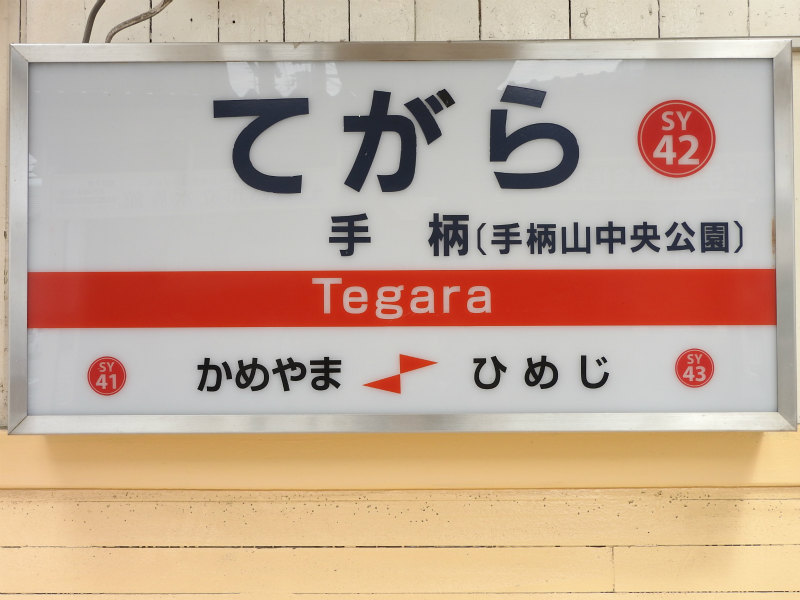 てがら
SY
42
手 柄(手柄山中央公園)
Tegara
SY
41
かめやま
ひめじ
SY
43